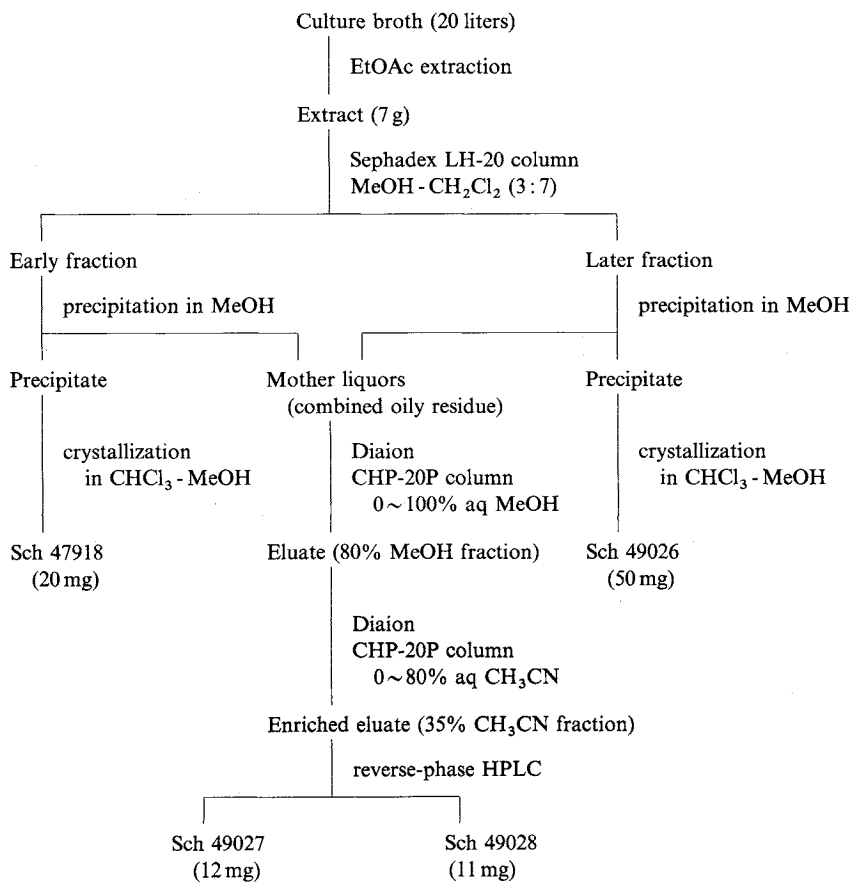 Culture broth (20 liters)
EtOAc extraction
Extract (7 g)
Sephadex LH-20 column
MeOH - CH₂Cl₂ (3 : 7)
Early fraction
Later fraction
precipitation in MeOH
precipitation in MeOH
Precipitate
Mother liquors
(combined oily residue)
Precipitate
crystallization
in CHCl₃ - MeOH
Diaion
CHP-20P column
0~100% aq MeOH
crystallization
in CHCl₃ - MeOH
Sch 47918
(20 mg)
Eluate (80% MeOH fraction)
Sch 49026
(50 mg)
Diaion
CHP-20P column
0~80% aq CH₃CN
Enriched eluate (35% CH₃CN fraction)
reverse-phase HPLC
Sch 49027
(12 mg)
Sch 49028
(11 mg)